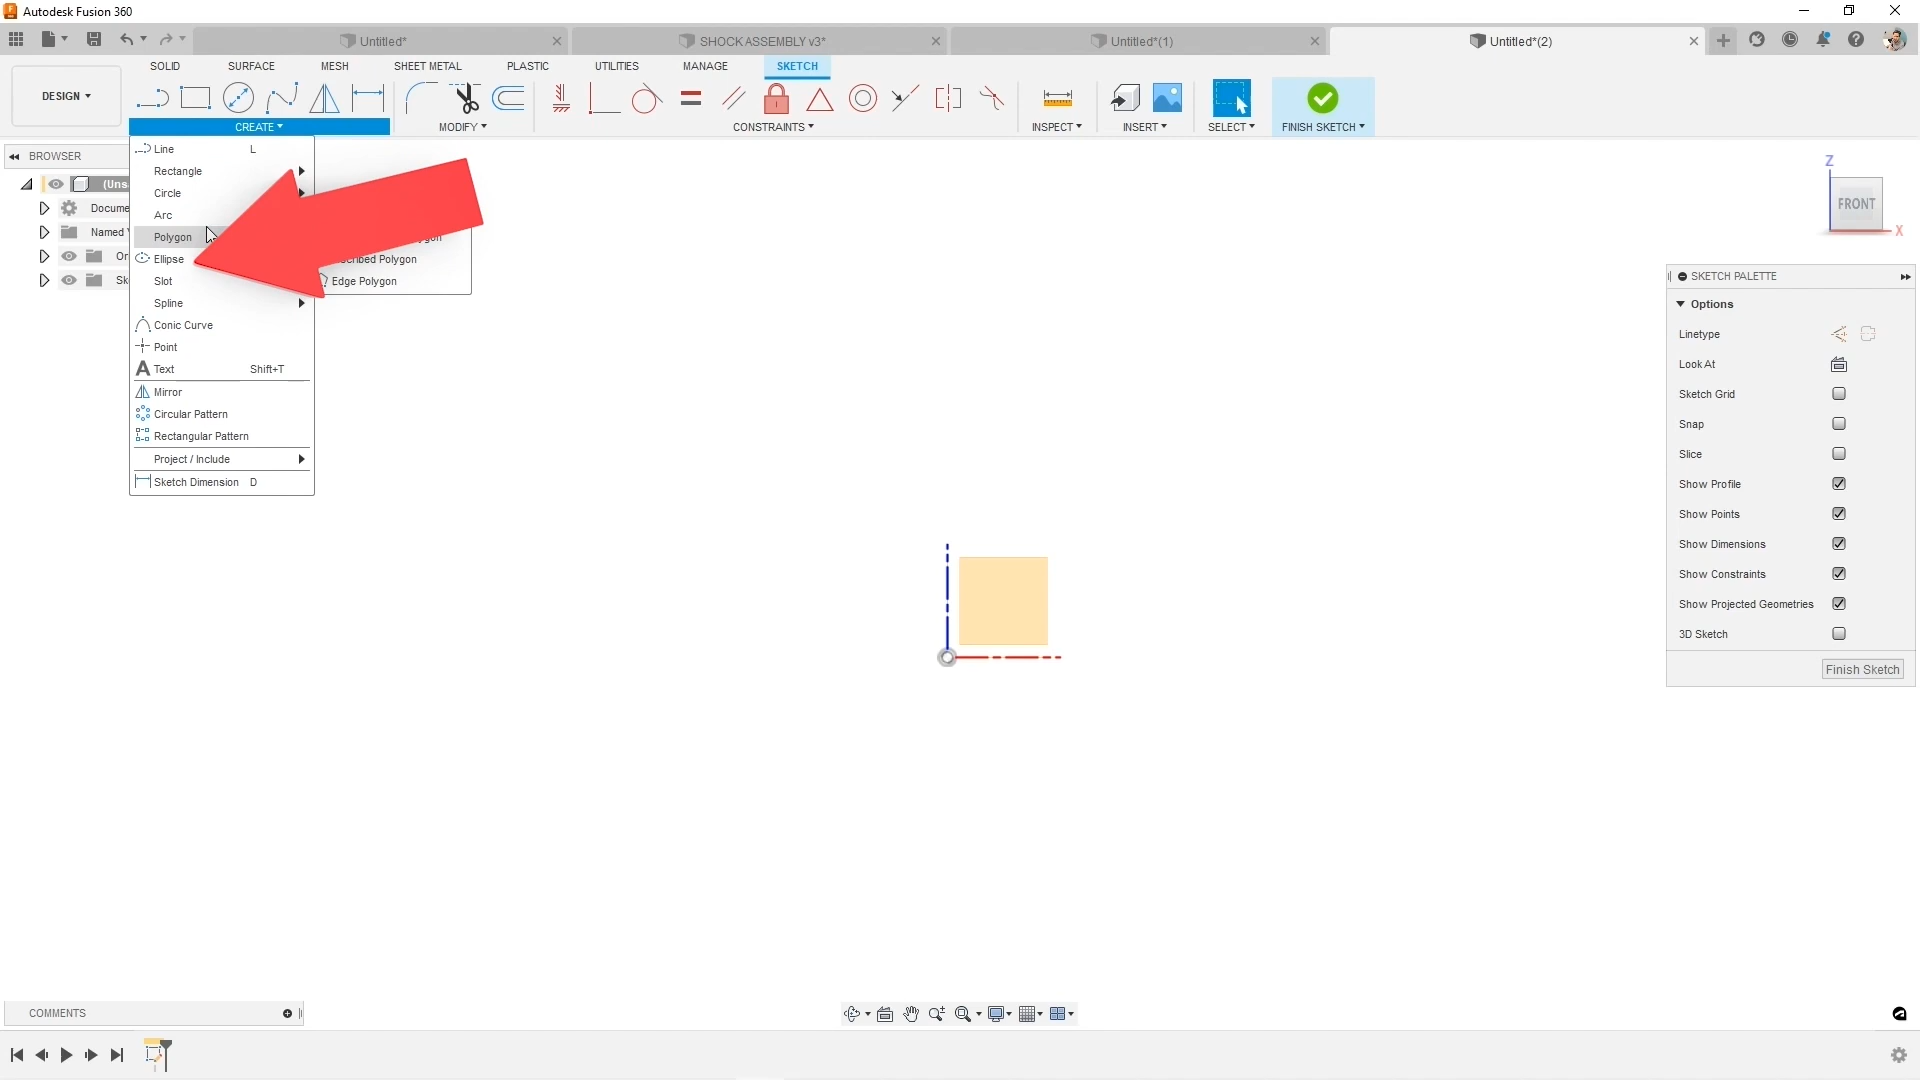 Autodesk Fusion 360
Untitled*
SHOCK ASSEMBLY v3*
Untitled*(1)
Untitled*(2)
SOLID
SURFACE
MESH
SHEET METAL
PLASTIC
UTILITIES
MANAGE
SKETCH
DESIGN
CREATE
MODIFY
CONSTRAINTS
INSPECT
INSERT
SELECT
FINISH SKETCH
BROWSER
(Uns
Docume
Named V
Or
Sk
Line L
Rectangle
Circle
Arc
Polygon
Ellipse
Slot
Spline
Conic Curve
Point
Text Shift+T
Mirror
Circular Pattern
Rectangular Pattern
Project / Include
Sketch Dimension D
Polygon
Edge Polygon
Z
FRONT
X
SKETCH PALETTE
Options
Linetype
Look At
Sketch Grid
Snap
Slice
Show Profile
Show Points
Show Dimensions
Show Constraints
Show Projected Geometries
3D Sketch
Finish Sketch
COMMENTS